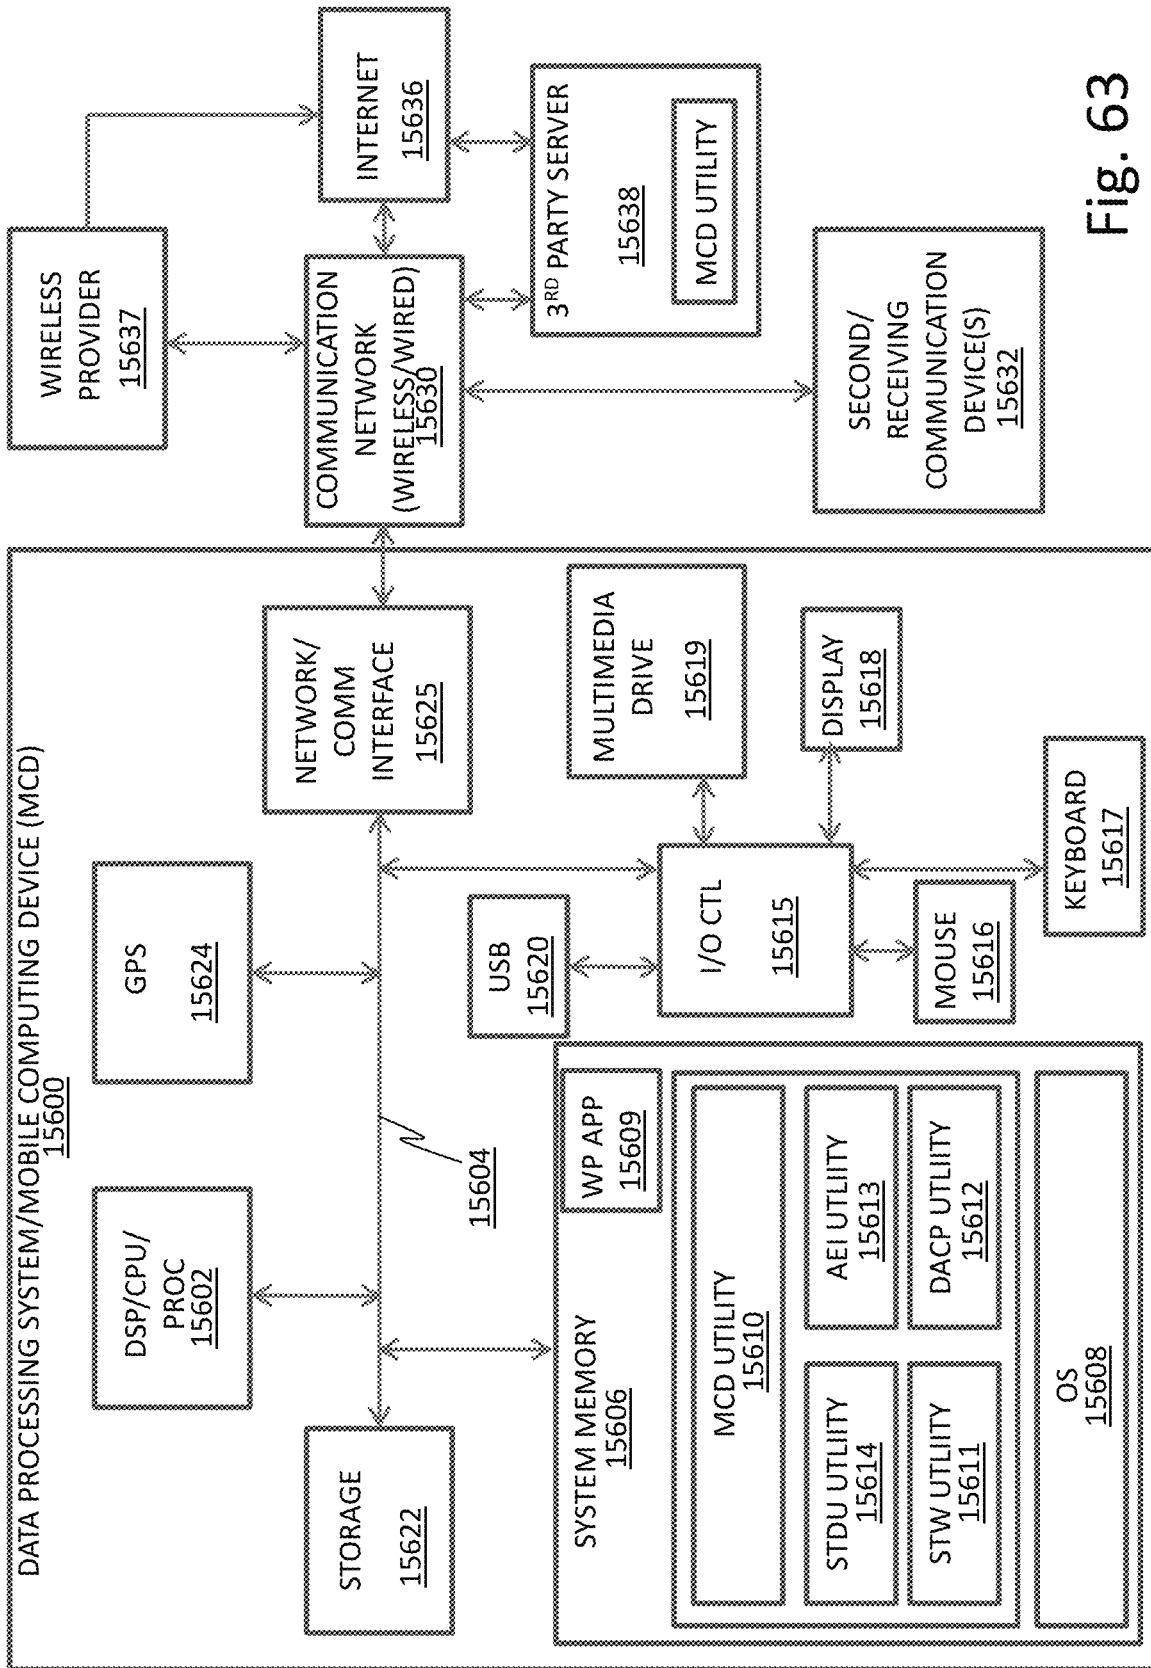 DATA PROCESSING SYSTEM/MOBILE COMPUTING DEVICE (MCD)
15600
STORAGE
15622
DSP/CPU/
PROC
15602
GPS
15624
NETWORK/
COMM
INTERFACE
15625
15604
SYSTEM MEMORY
15606
WP APP
15609
MCD UTILITY
15610
STDU UTLIITY
15614
AEI UTLIITY
15613
STW UTLIITY
15611
DACP UTLIITY
15612
OS
15608
USB
15620
I/O CTL
15615
MOUSE
15616
KEYBOARD
15617
MULTIMEDIA
DRIVE
15619
DISPLAY
15618
WIRELESS
PROVIDER
15637
COMMUNICATION
NETWORK
(WIRELESS/WIRED)
15630
INTERNET
15636
3RD PARTY SERVER
15638
MCD UTILITY
SECOND/
RECEIVING
COMMUNICATION
DEVICE(S)
15632
Fig. 63